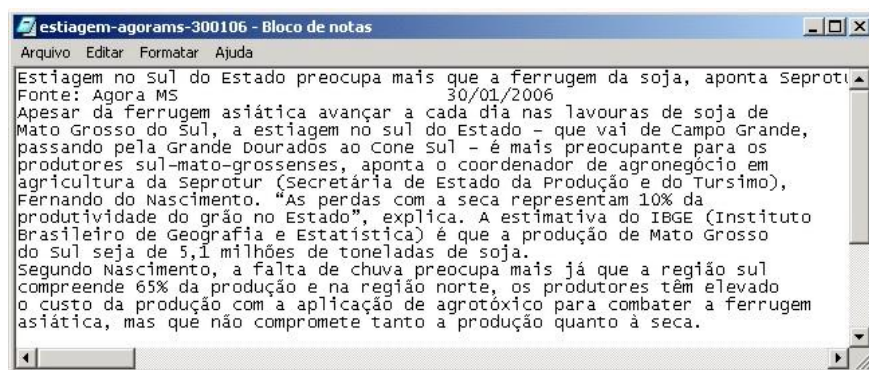 estiagem-agorams-300106 - Bloco de notas
Arquivo Editar Formatar Ajuda
Estiagem no Sul do Estado preocupa mais que a ferrugem da soja, aponta Seprotu
Fonte: Agora MS 30/01/2006
Apesar da ferrugem asiática avançar a cada dia nas lavouras de soja de
Mato Grosso do Sul, a estiagem no sul do Estado - que vai de Campo Grande,
passando pela Grande Dourados ao Cone Sul - é mais preocupante para os
produtores sul-mato-grossenses, aponta o coordenador de agronegócio em
agricultura da Seprotur (Secretária de Estado da Produção e do Tursimo),
Fernando do Nascimento. “As perdas com a seca representam 10% da
produtividade do grão no Estado”, explica. A estimativa do IBGE (Instituto
Brasileiro de Geografia e Estatística) é que a produção de Mato Grosso
do Sul seja de 5,1 milhões de toneladas de soja.
Segundo Nascimento, a falta de chuva preocupa mais já que a região sul
compreende 65% da produção e na região norte, os produtores têm elevado
o custo da produção com a aplicação de agrotóxico para combater a ferrugem
asiática, mas que não compromete tanto a produção quanto à seca.